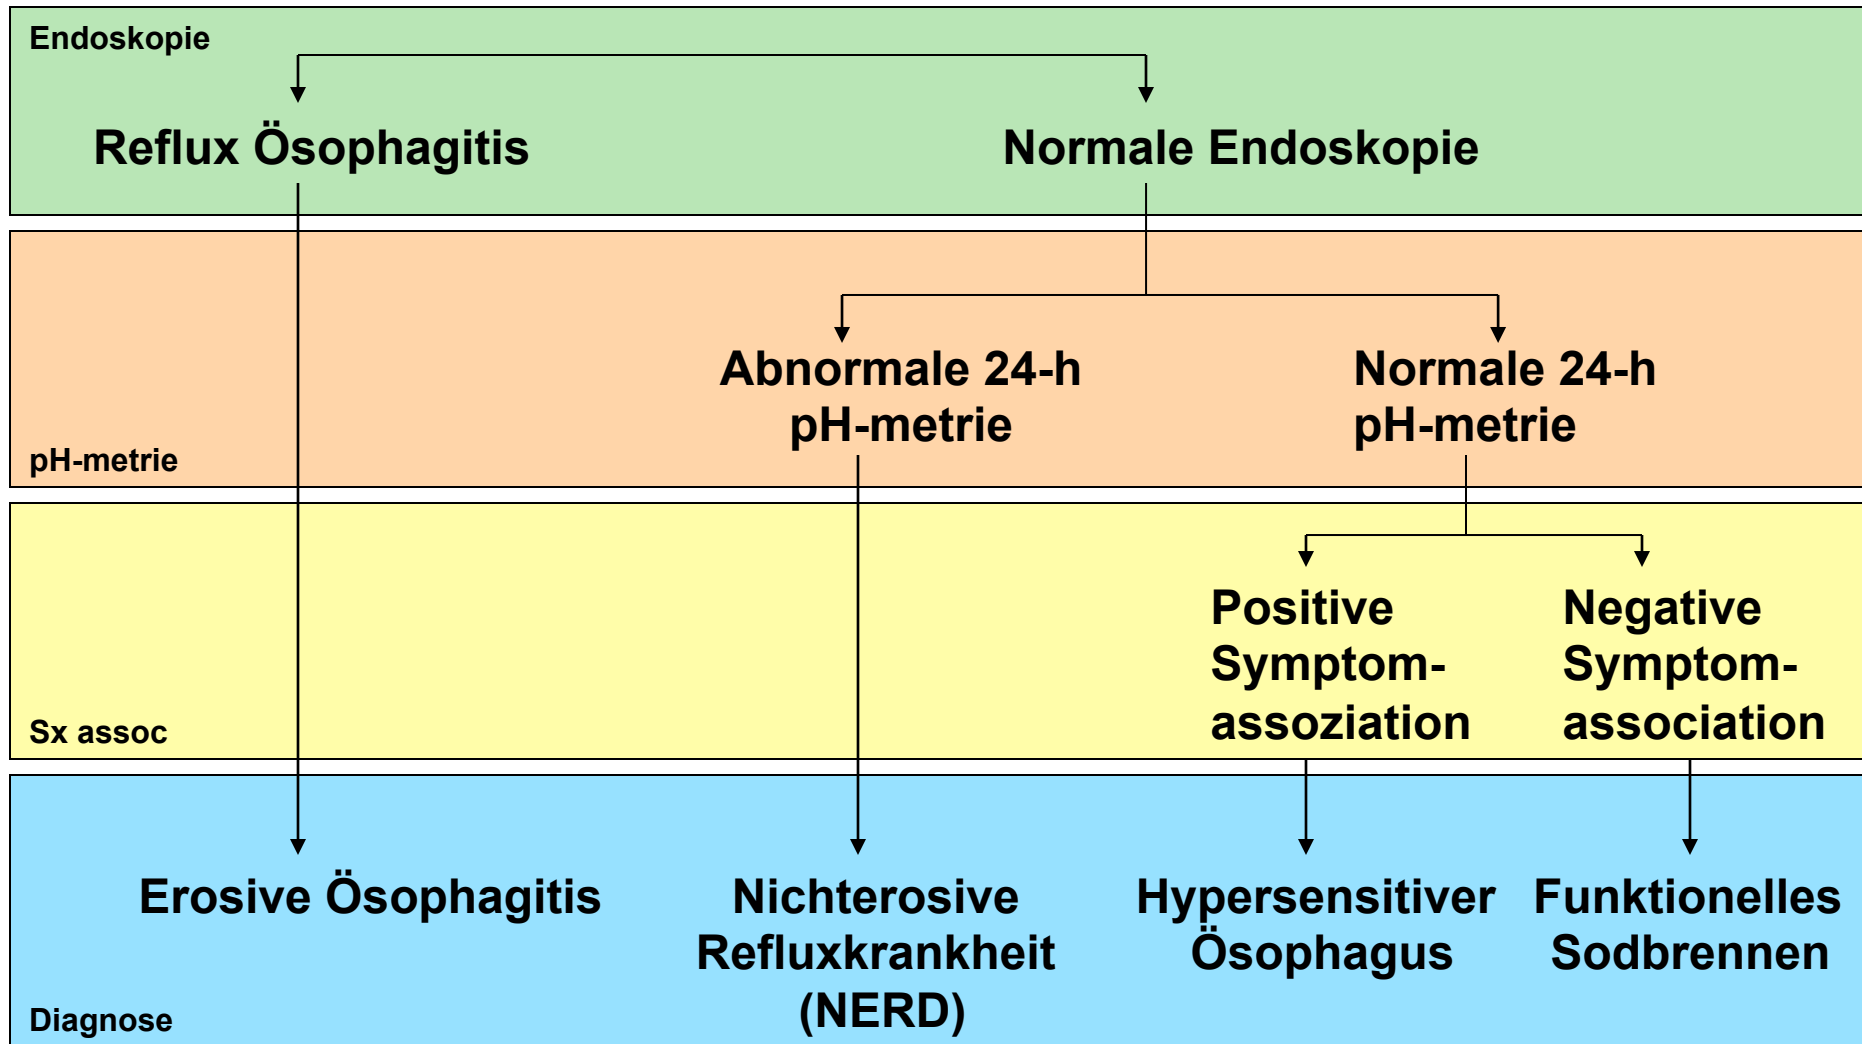 Endoskopie
Reflux Ösophagitis
Normale Endoskopie
Abnormale 24-h
pH-metrie
Normale 24-h
pH-metrie
pH-metrie
Positive
Symptom-
assoziation
Negative
Symptom-
association
Sx assoc
Erosive Ösophagitis
Nichterosive
Refluxkrankheit
(NERD)
Hypersensitiver
Ösophagus
Funktionelles
Sodbrennen
Diagnose